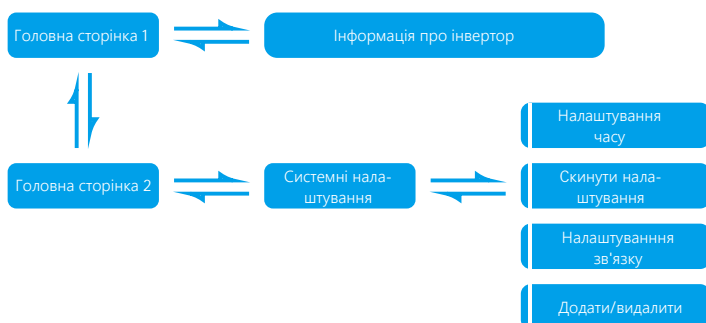 Головна сторінка 1
Інформація про інвертор
Налаштування
часу
Головна сторінка 2
Системні нала-
штування
Скинути нала-
штування
Налаштуванння
зв'язку
Додати/видалити